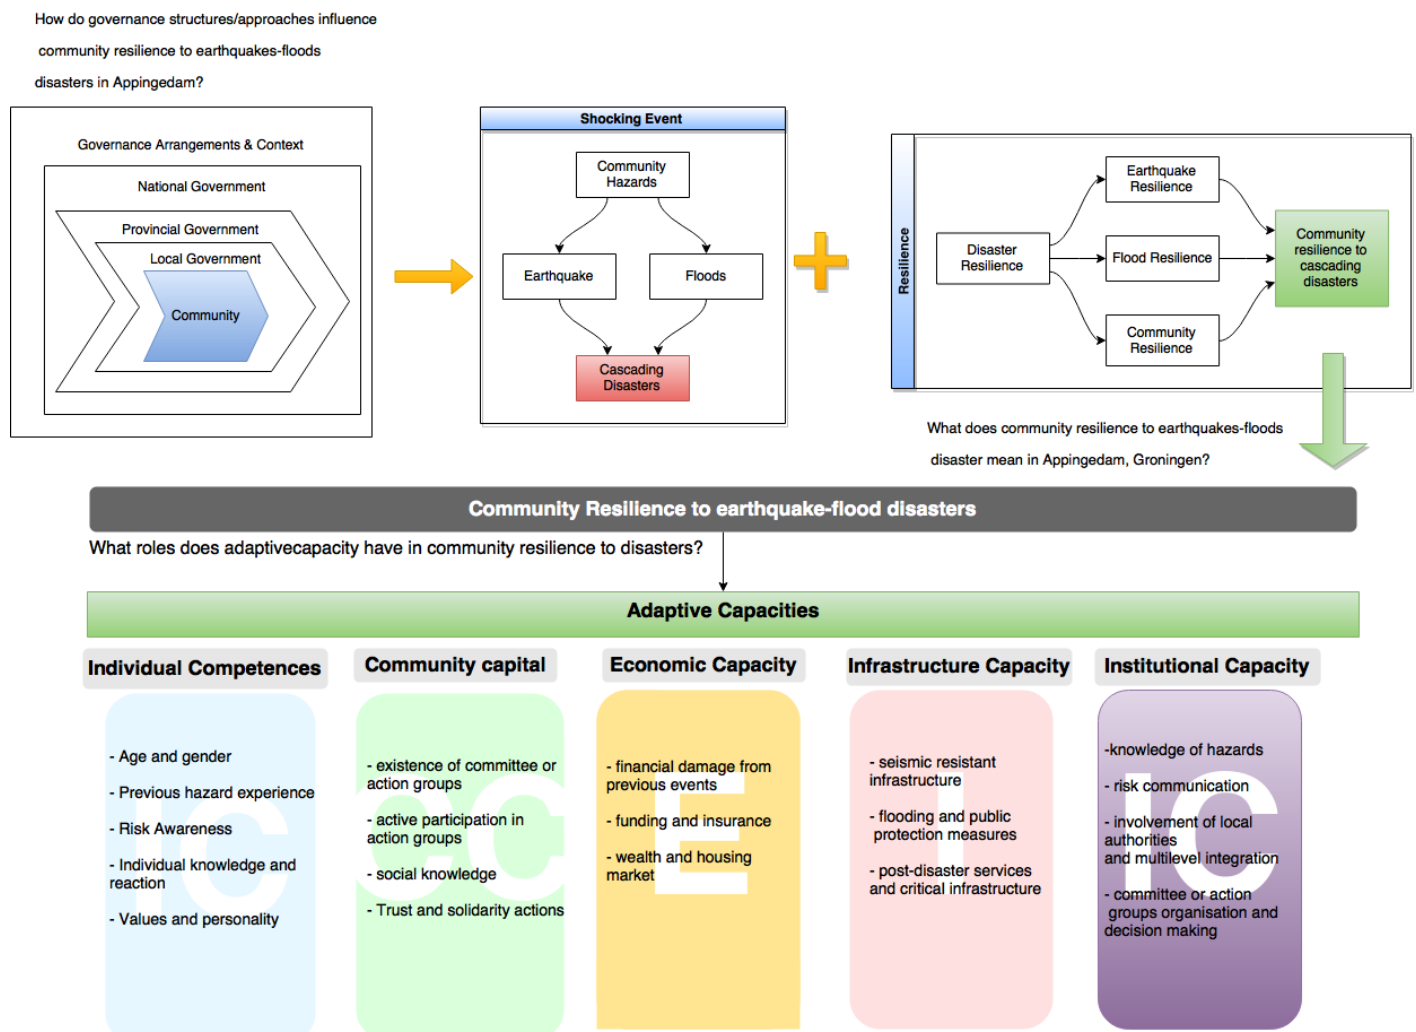 How do governance structures/approaches influence
community resilience to earthquakes-floods
disasters in Appingedam?
Governance Arrangements & Context
National Government
Provincial Government
Local Government
Community
Shocking Event
Community
Hazards
Earthquake
Floods
Cascading
Disasters
Resilience
Disaster
Resilience
Earthquake
Resilience
Flood Resilience
Community
Resilience
Community
resilience to
cascading
disasters
What does community resilience to earthquakes-floods
disaster mean in Appingedam, Groningen?
Community Resilience to earthquake-flood disasters
What roles does adaptivecapacity have in community resilience to disasters?
Adaptive Capacities
Individual Competences
IC
- Age and gender
- Previous hazard experience
- Risk Awareness
- Individual knowledge and
reaction
- Values and personality
Community capital
CC
- existence of committee or
action groups
- active participation in
action groups
- social knowledge
- Trust and solidarity actions
Economic Capacity
E
- financial damage from
previous events
- funding and insurance
- wealth and housing
market
Infrastructure Capacity
I
- seismic resistant
infrastructure
- flooding and public
protection measures
- post-disaster services
and critical infrastructure
Institutional Capacity
IC
-knowledge of hazards
- risk communication
- involvement of local
authorities
and multilevel integration
- committee or action
groups organisation and
decision making